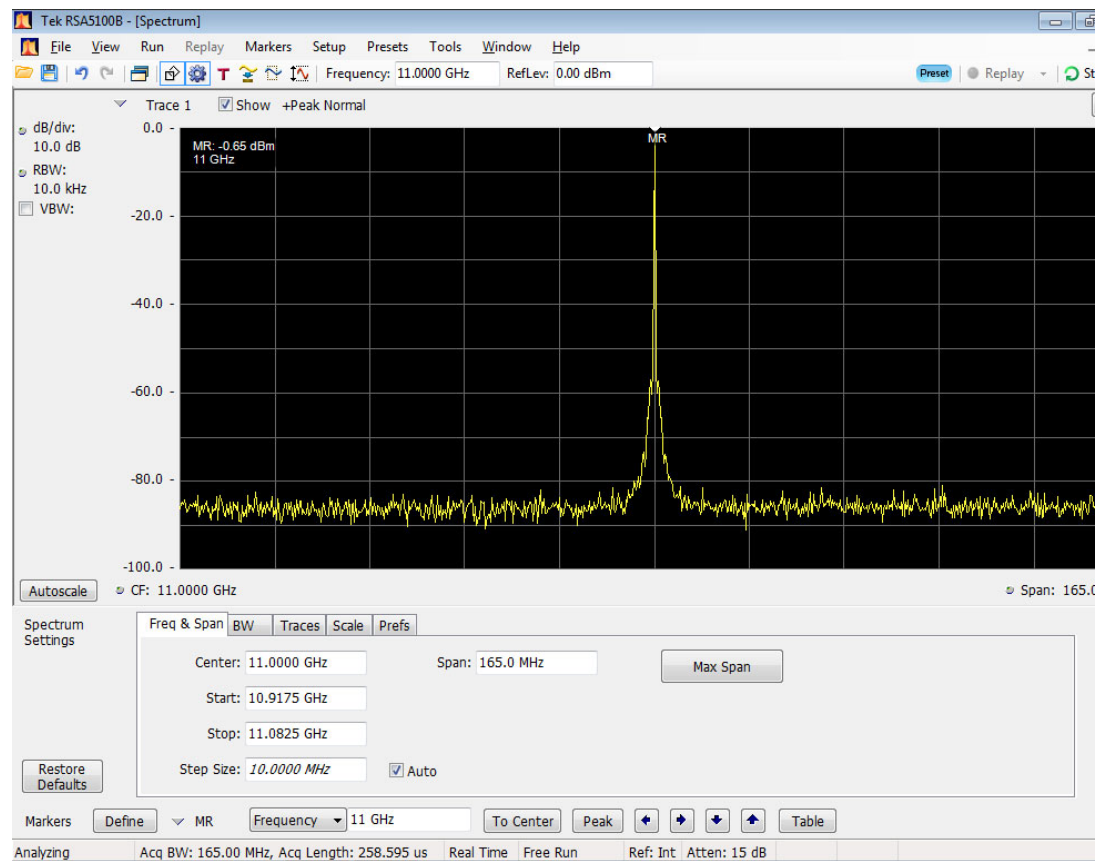 Tek RSA5100B - [Spectrum]
File View Run Replay Markers Setup Presets Tools Window Help
T Frequency: 11.0000 GHz RefLev: 0.00 dBm Preset Replay
Trace 1 Show +Peak Normal
dB/div:
10.0 dB
RBW:
10.0 kHz
VBW:
0.0 -
-20.0 -
-40.0 -
-60.0 -
-80.0 -
-100.0 -
MR: -0.65 dBm
11 GHz
MR
Autoscale CF: 11.0000 GHz Span: 165.0
Spectrum
Settings
Freq & Span BW Traces Scale Prefs
Center: 11.0000 GHz Span: 165.0 MHz Max Span
Start: 10.9175 GHz
Stop: 11.0825 GHz
Step Size: 10.0000 MHz Auto
Restore
Defaults
Markers Define MR Frequency 11 GHz To Center Peak Table
Analyzing Acq BW: 165.00 MHz, Acq Length: 258.595 us Real Time Free Run Ref: Int Atten: 15 dB